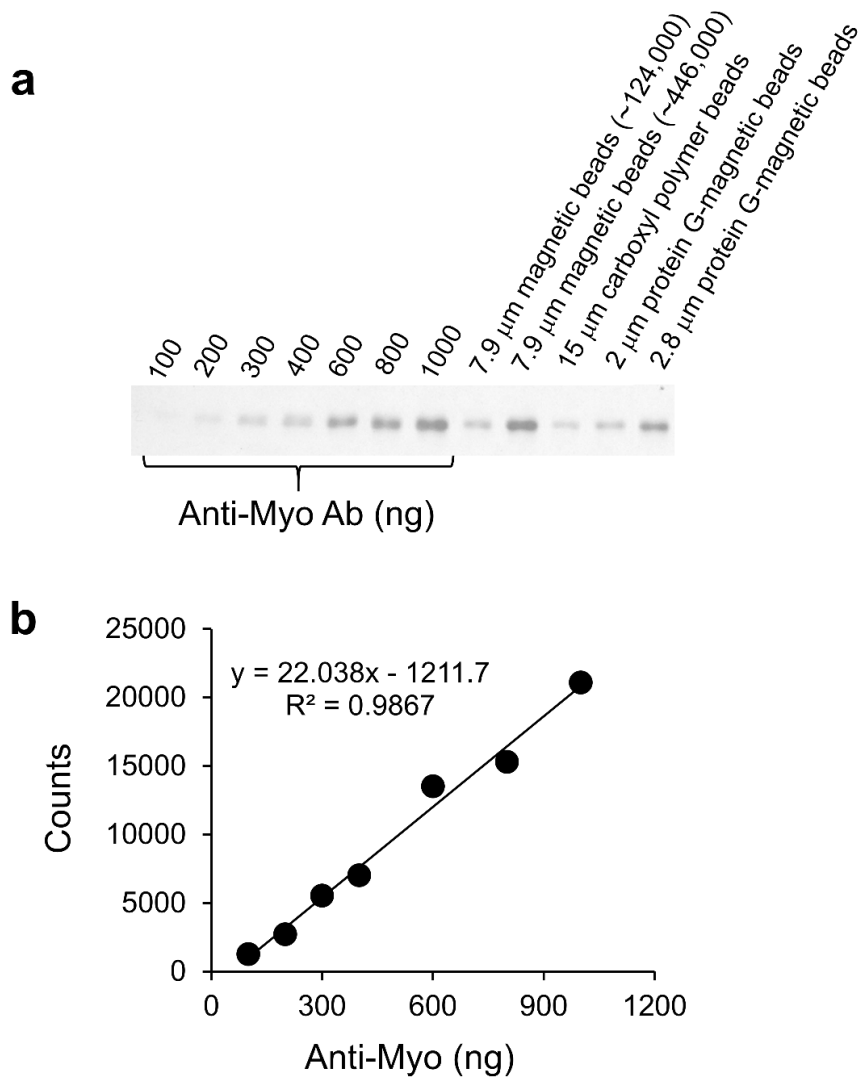 a
7.9 μm magnetic beads (~124,000)
7.9 μm magnetic beads (~446,000)
15 μm carboxyl polymer beads
2 μm protein G-magnetic beads
2.8 μm protein G-magnetic beads
100 200 300 400 600 800 1000
Anti-Myo Ab (ng)
b
25000
20000
15000
10000
5000
0
y = 22.038x - 1211.7
R² = 0.9867
Counts
0 300 600 900 1200
Anti-Myo (ng)